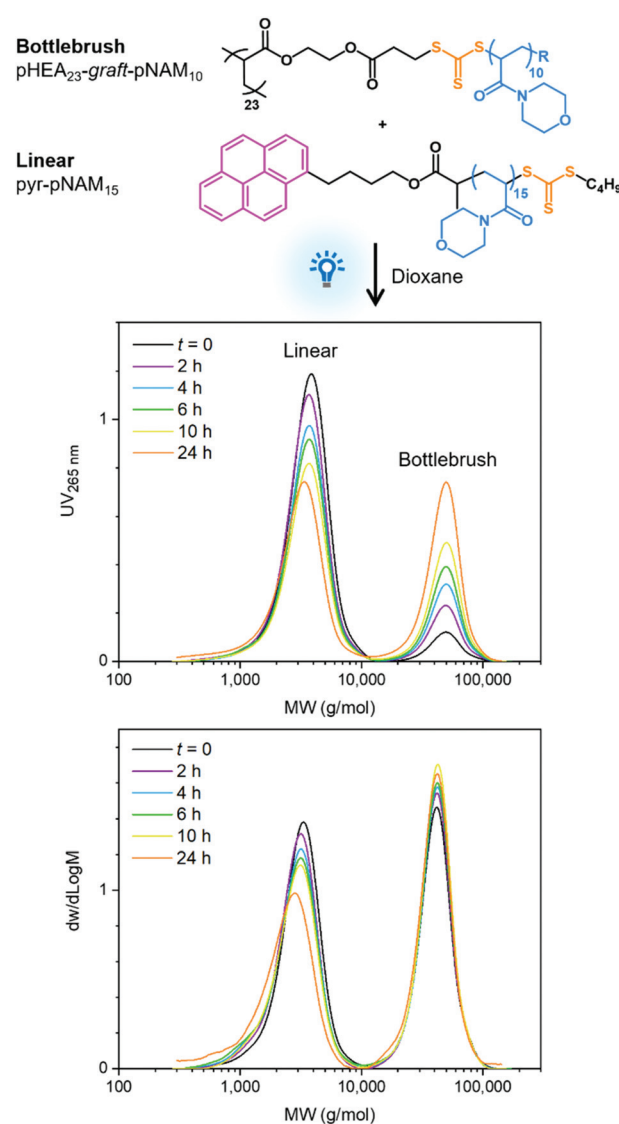 Bottlebrush
pHEA23-graft-pNAM10
O
O
O
O
S
S
R
S
10
O
N
O
23
+
Linear
pyr-pNAM15
O
O
15
S
S
C4H9
S
N
O
O
Dioxane
t = 0
2 h
4 h
6 h
10 h
24 h
Linear
Bottlebrush
UV265 nm
1
0
100
1,000
10,000
100,000
MW (g/mol)
t = 0
2 h
4 h
6 h
10 h
24 h
dw/dLogM
1
0
100
1,000
10,000
100,000
MW (g/mol)